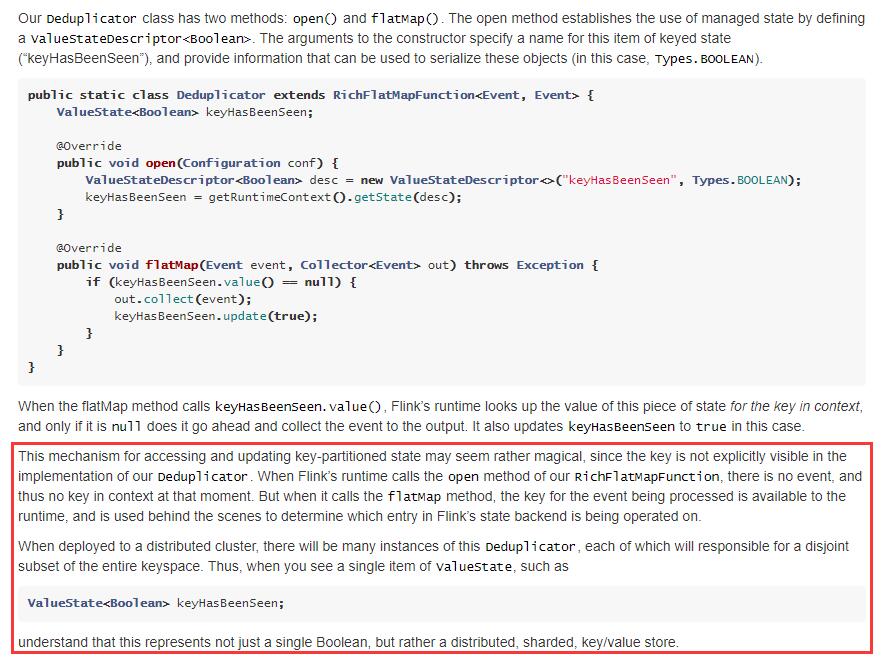 Our Deduplicator class has two methods: open() and flatMap(). The open method establishes the use of managed state by defining
a ValueStateDescriptor<Boolean>. The arguments to the constructor specify a name for this item of keyed state
(“keyHasBeenSeen”), and provide information that can be used to serialize these objects (in this case, Types.BOOLEAN).
public static class Deduplicator extends RichFlatMapFunction<Event, Event> {
ValueState<Boolean> keyHasBeenSeen;
@Override
public void open(Configuration conf) {
ValueStateDescriptor<Boolean> desc = new ValueStateDescriptor<>("keyHasBeenSeen", Types.BOOLEAN);
keyHasBeenSeen = getRuntimeContext().getState(desc);
}
@Override
public void flatMap(Event event, Collector<Event> out) throws Exception {
if (keyHasBeenSeen.value() == null) {
out.collect(event);
keyHasBeenSeen.update(true);
}
}
}
When the flatMap method calls keyHasBeenSeen.value(), Flink’s runtime looks up the value of this piece of state for the key in context,
and only if it is null does it go ahead and collect the event to the output. It also updates keyHasBeenSeen to true in this case.
This mechanism for accessing and updating key-partitioned state may seem rather magical, since the key is not explicitly visible in the
implementation of our Deduplicator. When Flink’s runtime calls the open method of our RichFlatMapFunction, there is no event, and
thus no key in context at that moment. But when it calls the flatMap method, the key for the event being processed is available to the
runtime, and is used behind the scenes to determine which entry in Flink’s state backend is being operated on.
When deployed to a distributed cluster, there will be many instances of this Deduplicator, each of which will responsible for a disjoint
subset of the entire keyspace. Thus, when you see a single item of ValueState, such as
ValueState<Boolean> keyHasBeenSeen;
understand that this represents not just a single Boolean, but rather a distributed, sharded, key/value store.